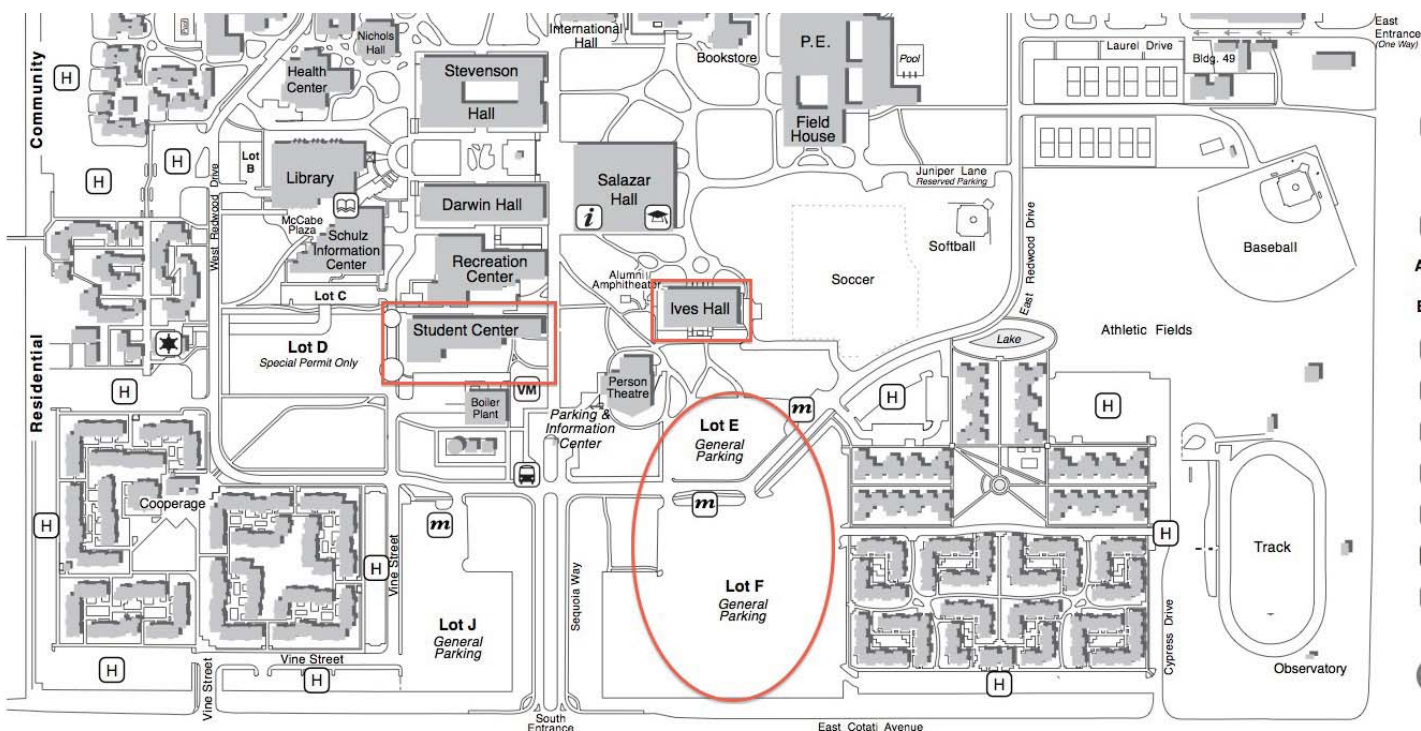 East
Entrance
(One Way)
Nichols
Hall
International
Hall
Bookstore
P.E.
Pool
Laurel Drive
Bldg. 49
Community
H
Health
Center
Stevenson
Hall
Field
House
H
H
Lot
B
Library
West Redwood Drive
Darwin Hall
Salazar
Hall
i
Juniper Lane
Reserved Parking
Softball
East Redwood Drive
Baseball
McCabe
Plaza
Schulz
Information
Center
Recreation
Center
Alumni
Amphitheater
Soccer
Lot C
Ives Hall
Student Center
Lot D
Special Permit Only
Lake
Athletic Fields
Residential
H
VM
Boiler
Plant
Person
Theatre
H
H
Parking &
Information
Center
Lot E
General
Parking
m
Cooperage
H
m
m
H
Track
H
Vine Street
Sequoia Way
Lot F
General
Parking
Lot J
General
Parking
Cypress Drive
H
Vine Street
H
Vine Street
H
Observatory
South
Entrance
East Cotati Avenue